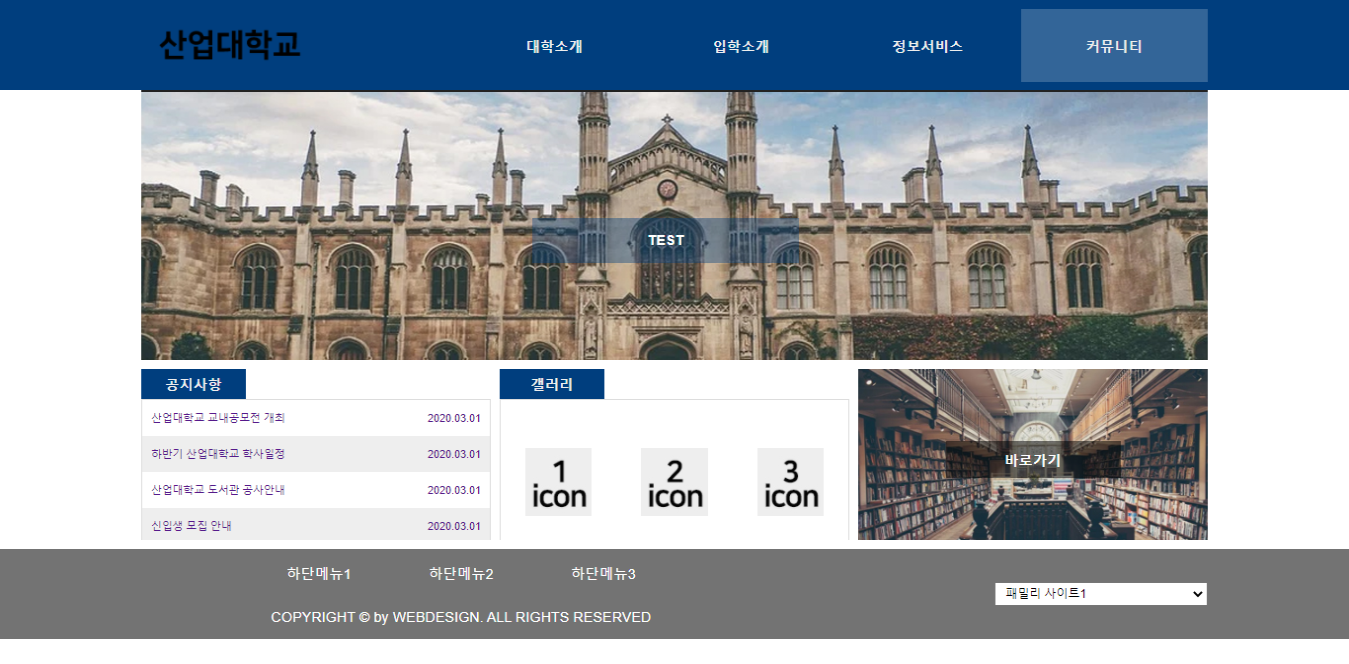 산업대학교
대학소개 입학소개 정보서비스 커뮤니티
TEST
공지사항
산업대학교 교내공모전 개최 2020.03.01
하반기 산업대학교 학사일정 2020.03.01
산업대학교 도서관 공사안내 2020.03.01
신입생 모집 안내 2020.03.01
갤러리
1 icon
2 icon
3 icon
바로가기
하단메뉴1 하단메뉴2 하단메뉴3
COPYRIGHT © by WEBDESIGN. ALL RIGHTS RESERVED
패밀리 사이트1